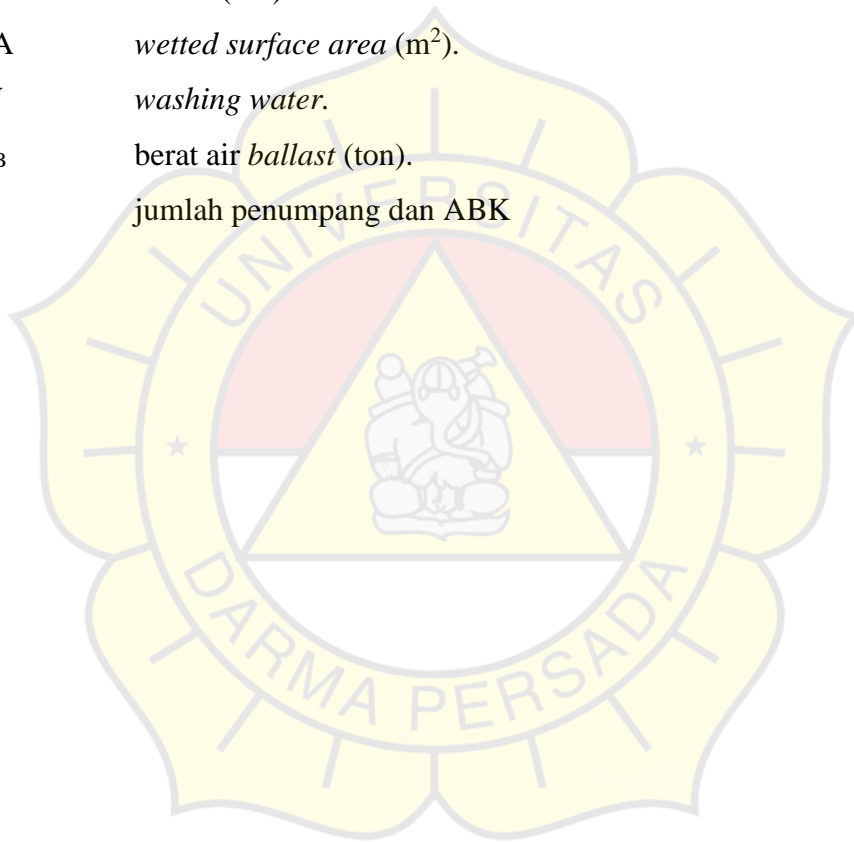 A wetted surface area (m²).
washing water.
B berat air ballast (ton).
jumlah penumpang dan ABK
UNIVERSITAS
DARMA PERSADA